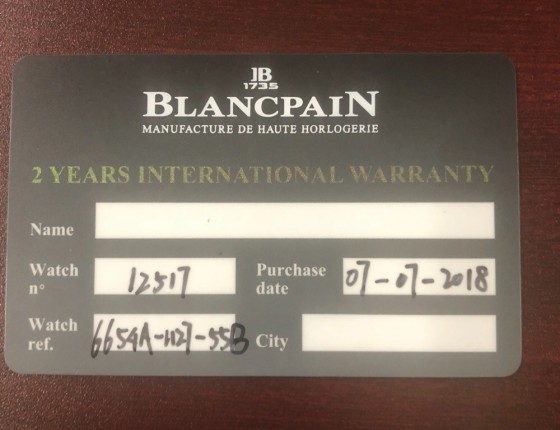 JB
1735
BLANCPAIN
MANUFACTURE DE HAUTE HORLOGERIE
2 YEARS INTERNATIONAL WARRANTY
Name
Watch n° 12517
Purchase date 07-07-2018
Watch ref. 6654A-1127-55B
City